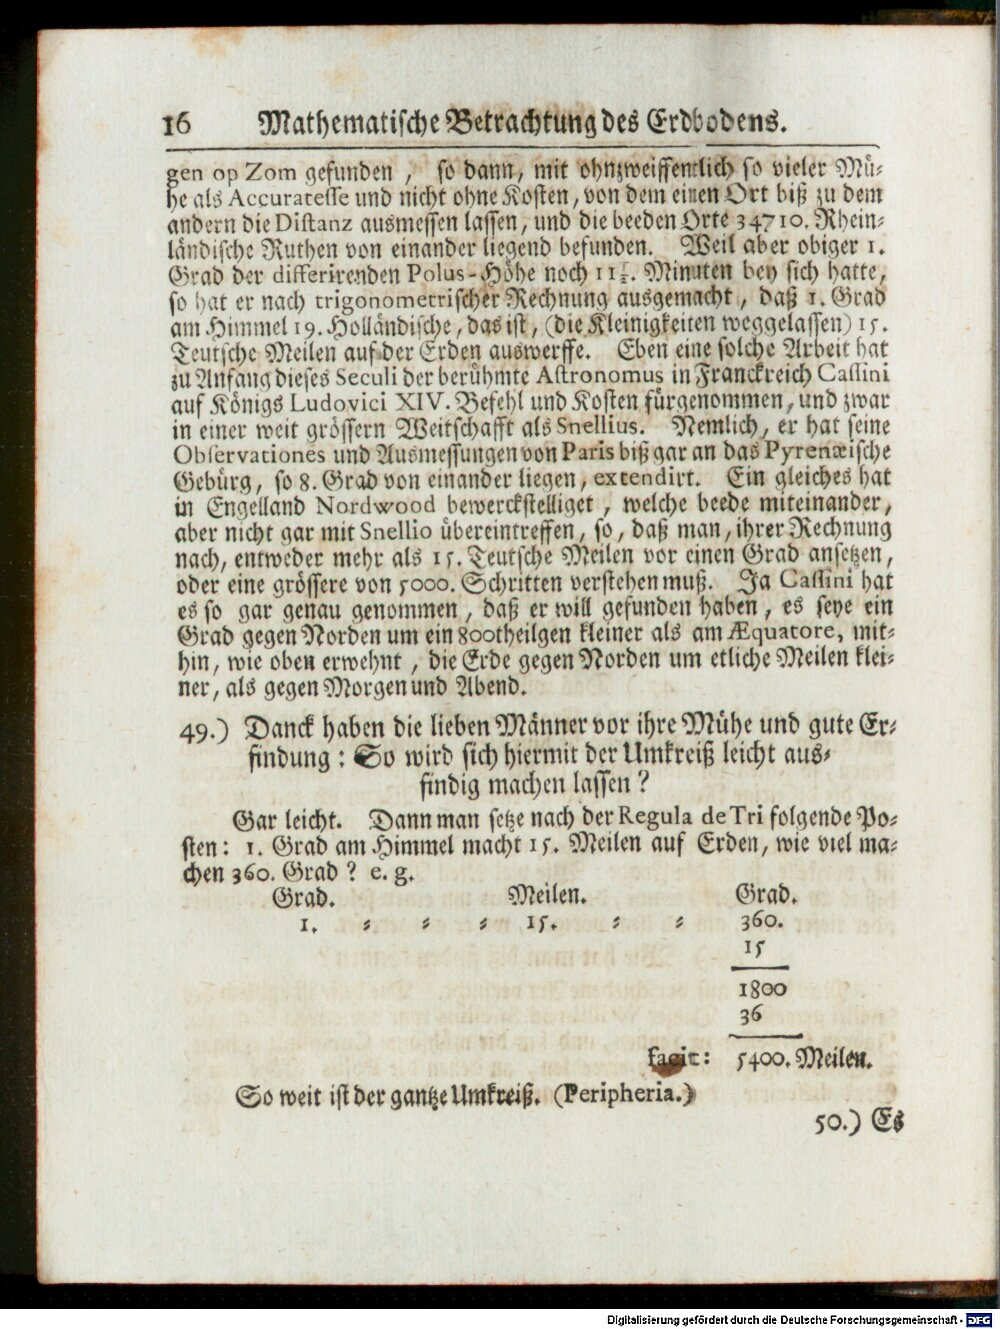 16 Mathematische Betrachtung des Erdbodens.
gen op Zom gefunden, so dann, mit ohnzweiffentlich so vieler Mü-
he als Accuratesse und nicht ohne Kosten, von dem einen Ort biß zu dem
andern die Distanz ausmessen lassen, und die beeden Orte 34710. Rhein-
ländische Ruthen von einander liegend befunden. Weil aber obiger 1.
Grad der differirenden Polus-Höhe noch 11½. Minuten bey sich hatte,
so hat er nach trigonometrischer Rechnung ausgemacht, daß 1. Grad
am Himmel 19. Holländische, das ist, (die Kleinigkeiten weggelassen) 15.
Teutsche Meilen auf der Erden auswerffe. Eben eine solche Arbeit hat
zu Anfang dieses Seculi der berühmte Astronomus in Franckreich Cassini
auf Königs Ludovici XIV. Befehl und Kosten fürgenommen, und zwar
in einer weit grössern Weitschafft als Snellius. Nemlich, er hat seine
Observationes und Ausmessungen von Paris biß gar an das Pyrenæische
Gebürg, so 8. Grad von einander liegen, extendirt. Ein gleiches hat
in Engelland Nordwood bewerckstelliget, welche beede miteinander,
aber nicht gar mit Snellio übereintreffen, so, daß man, ihrer Rechnung
nach, entweder mehr als 15. Teutsche Meilen vor einen Grad ansetzen,
oder eine grössere von 5000. Schritten verstehen muß. Ja Cassini hat
es so gar genau genommen, daß er will gefunden haben, es seye ein
Grad gegen Norden um ein 800theilgen kleiner als am Æquatore, mit-
hin, wie oben erwehnt, die Erde gegen Norden um etliche Meilen klei-
ner, als gegen Morgen und Abend.
49.) Danck haben die lieben Männer vor ihre Mühe und gute Er-
findung: So wird sich hiermit der Umkreiß leicht aus-
findig machen lassen?
Gar leicht. Dann man setze nach der Regula de Tri folgende Po-
sten: 1. Grad am Himmel macht 15. Meilen auf Erden, wie viel ma-
chen 360. Grad? e. g.
Grad. Meilen. Grad.
1. - - - 15. - - 360.
15
1800
36
facit: 5400. Meilen.
So weit ist der gantze Umkreiß. (Peripheria.)
50.) Es
Digitalisierung gefördert durch die Deutsche Forschungsgemeinschaft - DFG